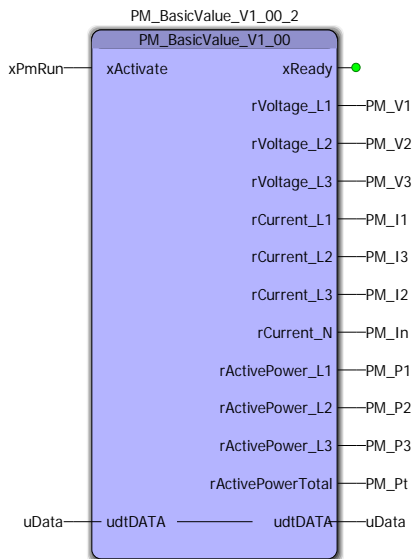 PM_BasicValue_V1_00_2
PM_BasicValue_V1_00
xPmRun xActivate xReady
rVoltage_L1 PM_V1
rVoltage_L2 PM_V2
rVoltage_L3 PM_V3
rCurrent_L1 PM_I1
rCurrent_L2 PM_I3
rCurrent_L3 PM_I2
rCurrent_N PM_In
rActivePower_L1 PM_P1
rActivePower_L2 PM_P2
rActivePower_L3 PM_P3
rActivePowerTotal PM_Pt
uData udtDATA udtDATA uData